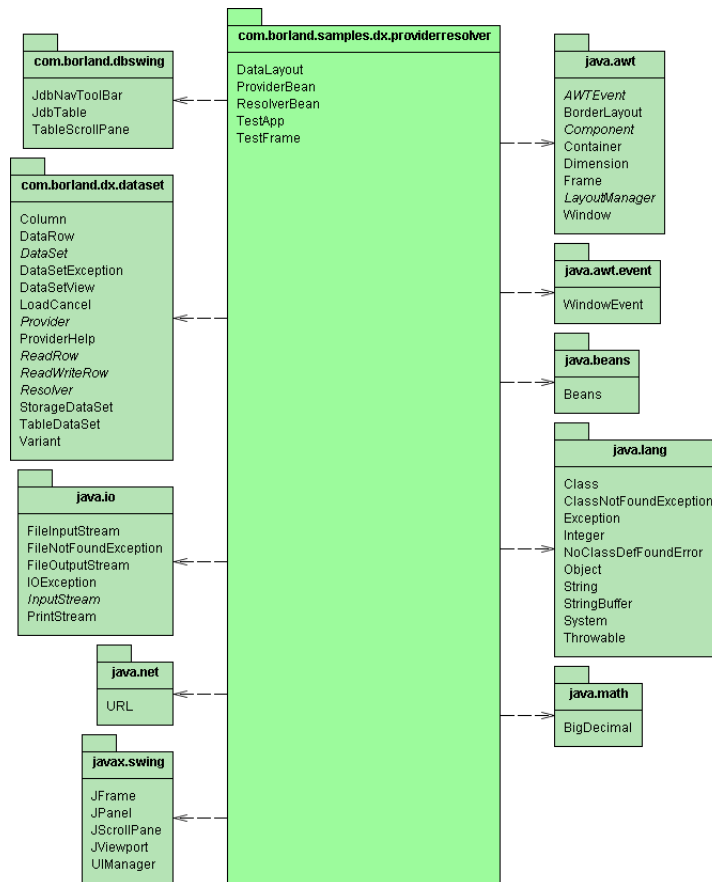 com.borland.dbswing
JdbNavToolBar
JdbTable
TableScrollPane
com.borland.dx.dataset
Column
DataRow
DataSet
DataSetException
DataSetView
LoadCancel
Provider
ProviderHelp
ReadRow
ReadWriteRow
Resolver
StorageDataSet
TableDataSet
Variant
java.io
FileInputStream
FileNotFoundException
FileOutputStream
IOException
InputStream
PrintStream
java.net
URL
javax.swing
JFrame
JPanel
JScrollPane
JViewport
UIManager
com.borland.samples.dx.providerresolver
DataLayout
ProviderBean
ResolverBean
TestApp
TestFrame
java.awt
AWTEvent
BorderLayout
Component
Container
Dimension
Frame
LayoutManager
Window
java.awt.event
WindowEvent
java.beans
Beans
java.lang
Class
ClassNotFoundException
Exception
Integer
NoClassDefFoundError
Object
String
StringBuffer
System
Throwable
java.math
BigDecimal